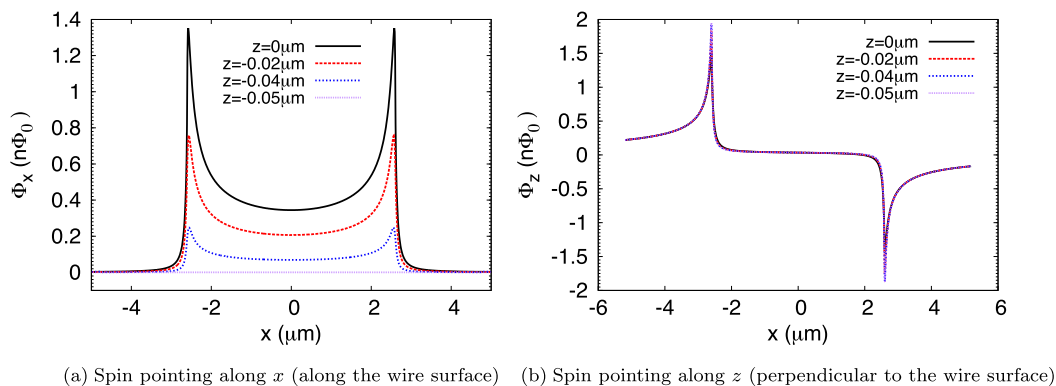 1.4
1.2
1
0.8
0.6
0.4
0.2
0
Φx (nΦ0)
z=0μm
z=-0.02μm
z=-0.04μm
z=-0.05μm
-4 -2 0 2 4
x (μm)
2
1.5
1
0.5
0
-0.5
-1
-1.5
-2
Φz (nΦ0)
z=0μm
z=-0.02μm
z=-0.04μm
z=-0.05μm
-6 -4 -2 0 2 4 6
x (μm)
(a) Spin pointing along x (along the wire surface)
(b) Spin pointing along z (perpendicular to the wire surface)